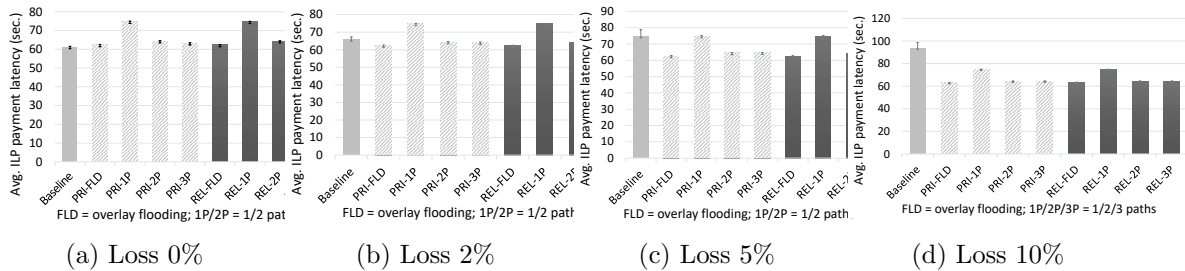 Avg. ILP payment latency (sec.)
80
70
60
50
40
30
20
10
0
Baseline
PRI-FLD
PRI-1P
PRI-2P
PRI-3P
REL-FLD
REL-1P
REL-2P
FLD = overlay flooding; 1P/2P = 1/2 path
(a) Loss 0%
Avg. ILP payment latency (sec.)
80
70
60
50
40
30
20
10
0
Baseline
PRI-FLD
PRI-1P
PRI-2P
PRI-3P
REL-FLD
REL-1P
REL-2P
FLD = overlay flooding; 1P/2P = 1/2 path
(b) Loss 2%
Avg. ILP payment latency (sec.)
90
80
70
60
50
40
30
20
10
0
Baseline
PRI-FLD
PRI-1P
PRI-2P
PRI-3P
REL-FLD
REL-1P
REL-2
FLD = overlay flooding; 1P/2P = 1/2 paths
(c) Loss 5%
Avg. ILP payment latency (sec.)
120
100
80
60
40
20
0
Baseline
PRI-FLD
PRI-1P
PRI-2P
PRI-3P
REL-FLD
REL-1P
REL-2P
REL-3P
FLD = overlay flooding; 1P/2P/3P = 1/2/3 paths
(d) Loss 10%